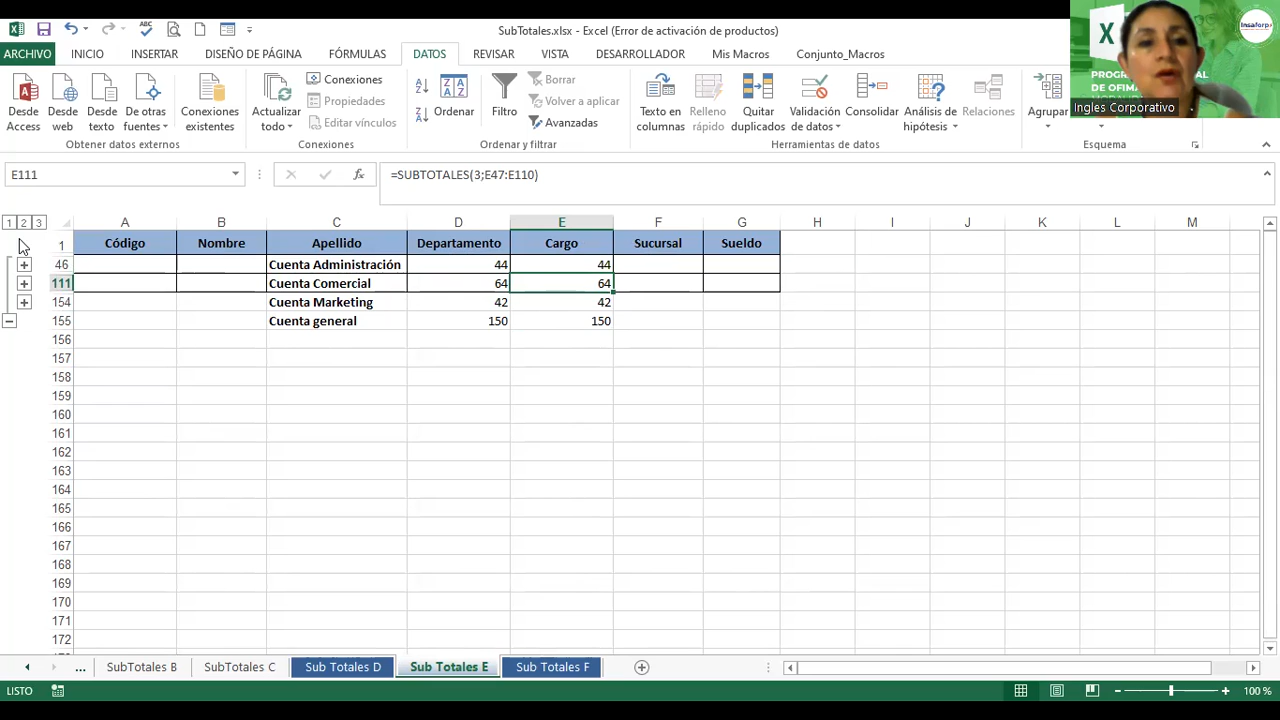 SubTotales.xlsx - Excel (Error de activación de productos)
ARCHIVO INICIO INSERTAR DISEÑO DE PÁGINA FÓRMULAS DATOS REVISAR VISTA DESARROLLADOR Mis Macros Conjunto_Macros
Desde Access
Desde web
Desde texto
De otras fuentes
Conexiones existentes
Actualizar todo
Conexiones
Propiedades
Editar vínculos
Ordenar
Filtro
Borrar
Volver a aplicar
Avanzadas
Texto en columnas
Relleno rápido
Quitar duplicados
Validación de datos
Consolidar
Análisis de hipótesis
Relaciones
Agrupar
Obtener datos externos Conexiones Ordenar y filtrar Herramientas de datos Esquema
Insaforp
DE OFIM
Ingles Corporativo
E111 fx =SUBTOTALES(3;E47:E110)
1 2 3 A B C D E F G H I J K L M
1 Código Nombre Apellido Departamento Cargo Sucursal Sueldo
46 Cuenta Administración 44 44
111 Cuenta Comercial 64 64
154 Cuenta Marketing 42 42
155 Cuenta general 150 150
156
157
158
159
160
161
162
163
164
165
166
167
168
169
170
171
172
... SubTotales B SubTotales C Sub Totales D Sub Totales E Sub Totales F
LISTO 100 %